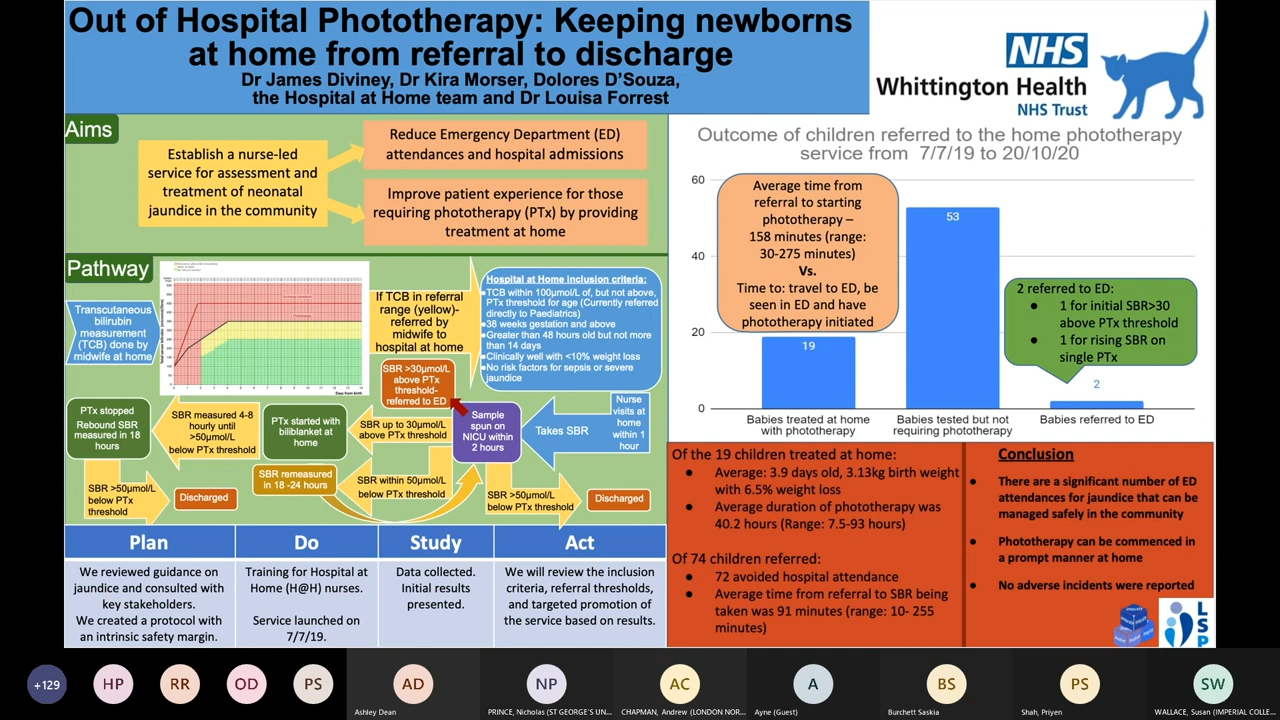 Out of Hospital Phototherapy: Keeping newborns
at home from referral to discharge
Dr James Diviney, Dr Kira Morser, Dolores D'Souza,
the Hospital at Home team and Dr Louisa Forrest
NHS
Whittington Health
NHS Trust
Aims
Establish a nurse-led
service for assessment and
treatment of neonatal
jaundice in the community
Reduce Emergency Department (ED)
attendances and hospital admissions
Improve patient experience for those
requiring phototherapy (PTx) by providing
treatment at home
Pathway
Transcutaneous
bilirubin
measurement
(TCB) done by
midwife at home
If TCB in referral
range (yellow)-
referred by
midwife to
hospital at home
Hospital at Home inclusion criteria:
•TCB within 100µmol/L of, but not above,
PTx threshold for age (Currently referred
directly to Paediatrics)
•38 weeks gestation and above
•Greater than 48 hours old but not more
than 14 days
•Clinically well with <10% weight loss
•No risk factors for sepsis or severe
jaundice
SBR >30µmol/L
above PTx
threshold-
referred to ED
PTx stopped
Rebound SBR
measured in 18
hours
SBR measured 4-8
hourly until
>50µmol/L
below PTx threshold
PTx started with
biliblanket at
home
SBR up to 30µmol/L
above PTx threshold
Sample
spun on
NICU within
2 hours
Takes SBR
Nurse
visits at
home
within 1
hour
SBR >50µmol/L
below PTx
threshold
Discharged
SBR remeasured
in 18 -24 hours
SBR within 50µmol/L
below PTx threshold
SBR >50µmol/L
below PTx threshold
Discharged
Plan
We reviewed guidance on
jaundice and consulted with
key stakeholders.
We created a protocol with
an intrinsic safety margin.
Do
Training for Hospital at
Home (H@H) nurses.
Service launched on
7/7/19.
Study
Data collected.
Initial results
presented.
Act
We will review the inclusion
criteria, referral thresholds,
and targeted promotion of
the service based on results.
Outcome of children referred to the home phototherapy
service from 7/7/19 to 20/10/20
60
40
20
0
Average time from
referral to starting
phototherapy –
158 minutes (range:
30-275 minutes)
Vs.
Time to: travel to ED, be
seen in ED and have
phototherapy initiated
19
53
2
2 referred to ED:
● 1 for initial SBR>30
above PTx threshold
● 1 for rising SBR on
single PTx
Babies treated at home
with phototherapy
Babies tested but not
requiring phototherapy
Babies referred to ED
Of the 19 children treated at home:
● Average: 3.9 days old, 3.13kg birth weight
with 6.5% weight loss
● Average duration of phototherapy was
40.2 hours (Range: 7.5-93 hours)
Of 74 children referred:
● 72 avoided hospital attendance
● Average time from referral to SBR being
taken was 91 minutes (range: 10- 255
minutes)
Conclusion
● There are a significant number of ED
attendances for jaundice that can be
managed safely in the community
● Phototherapy can be commenced in
a prompt manner at home
● No adverse incidents were reported
LSP
+129
HP
RR
OD
PS
AD
Ashley Dean
NP
PRINCE, Nicholas (ST GEORGE'S UN...
AC
CHAPMAN, Andrew (LONDON NOR...
A
Ayne (Guest)
BS
Burchett Saskia
PS
Shah, Priyen
SW
WALLACE, Susan (IMPERIAL COLLE...